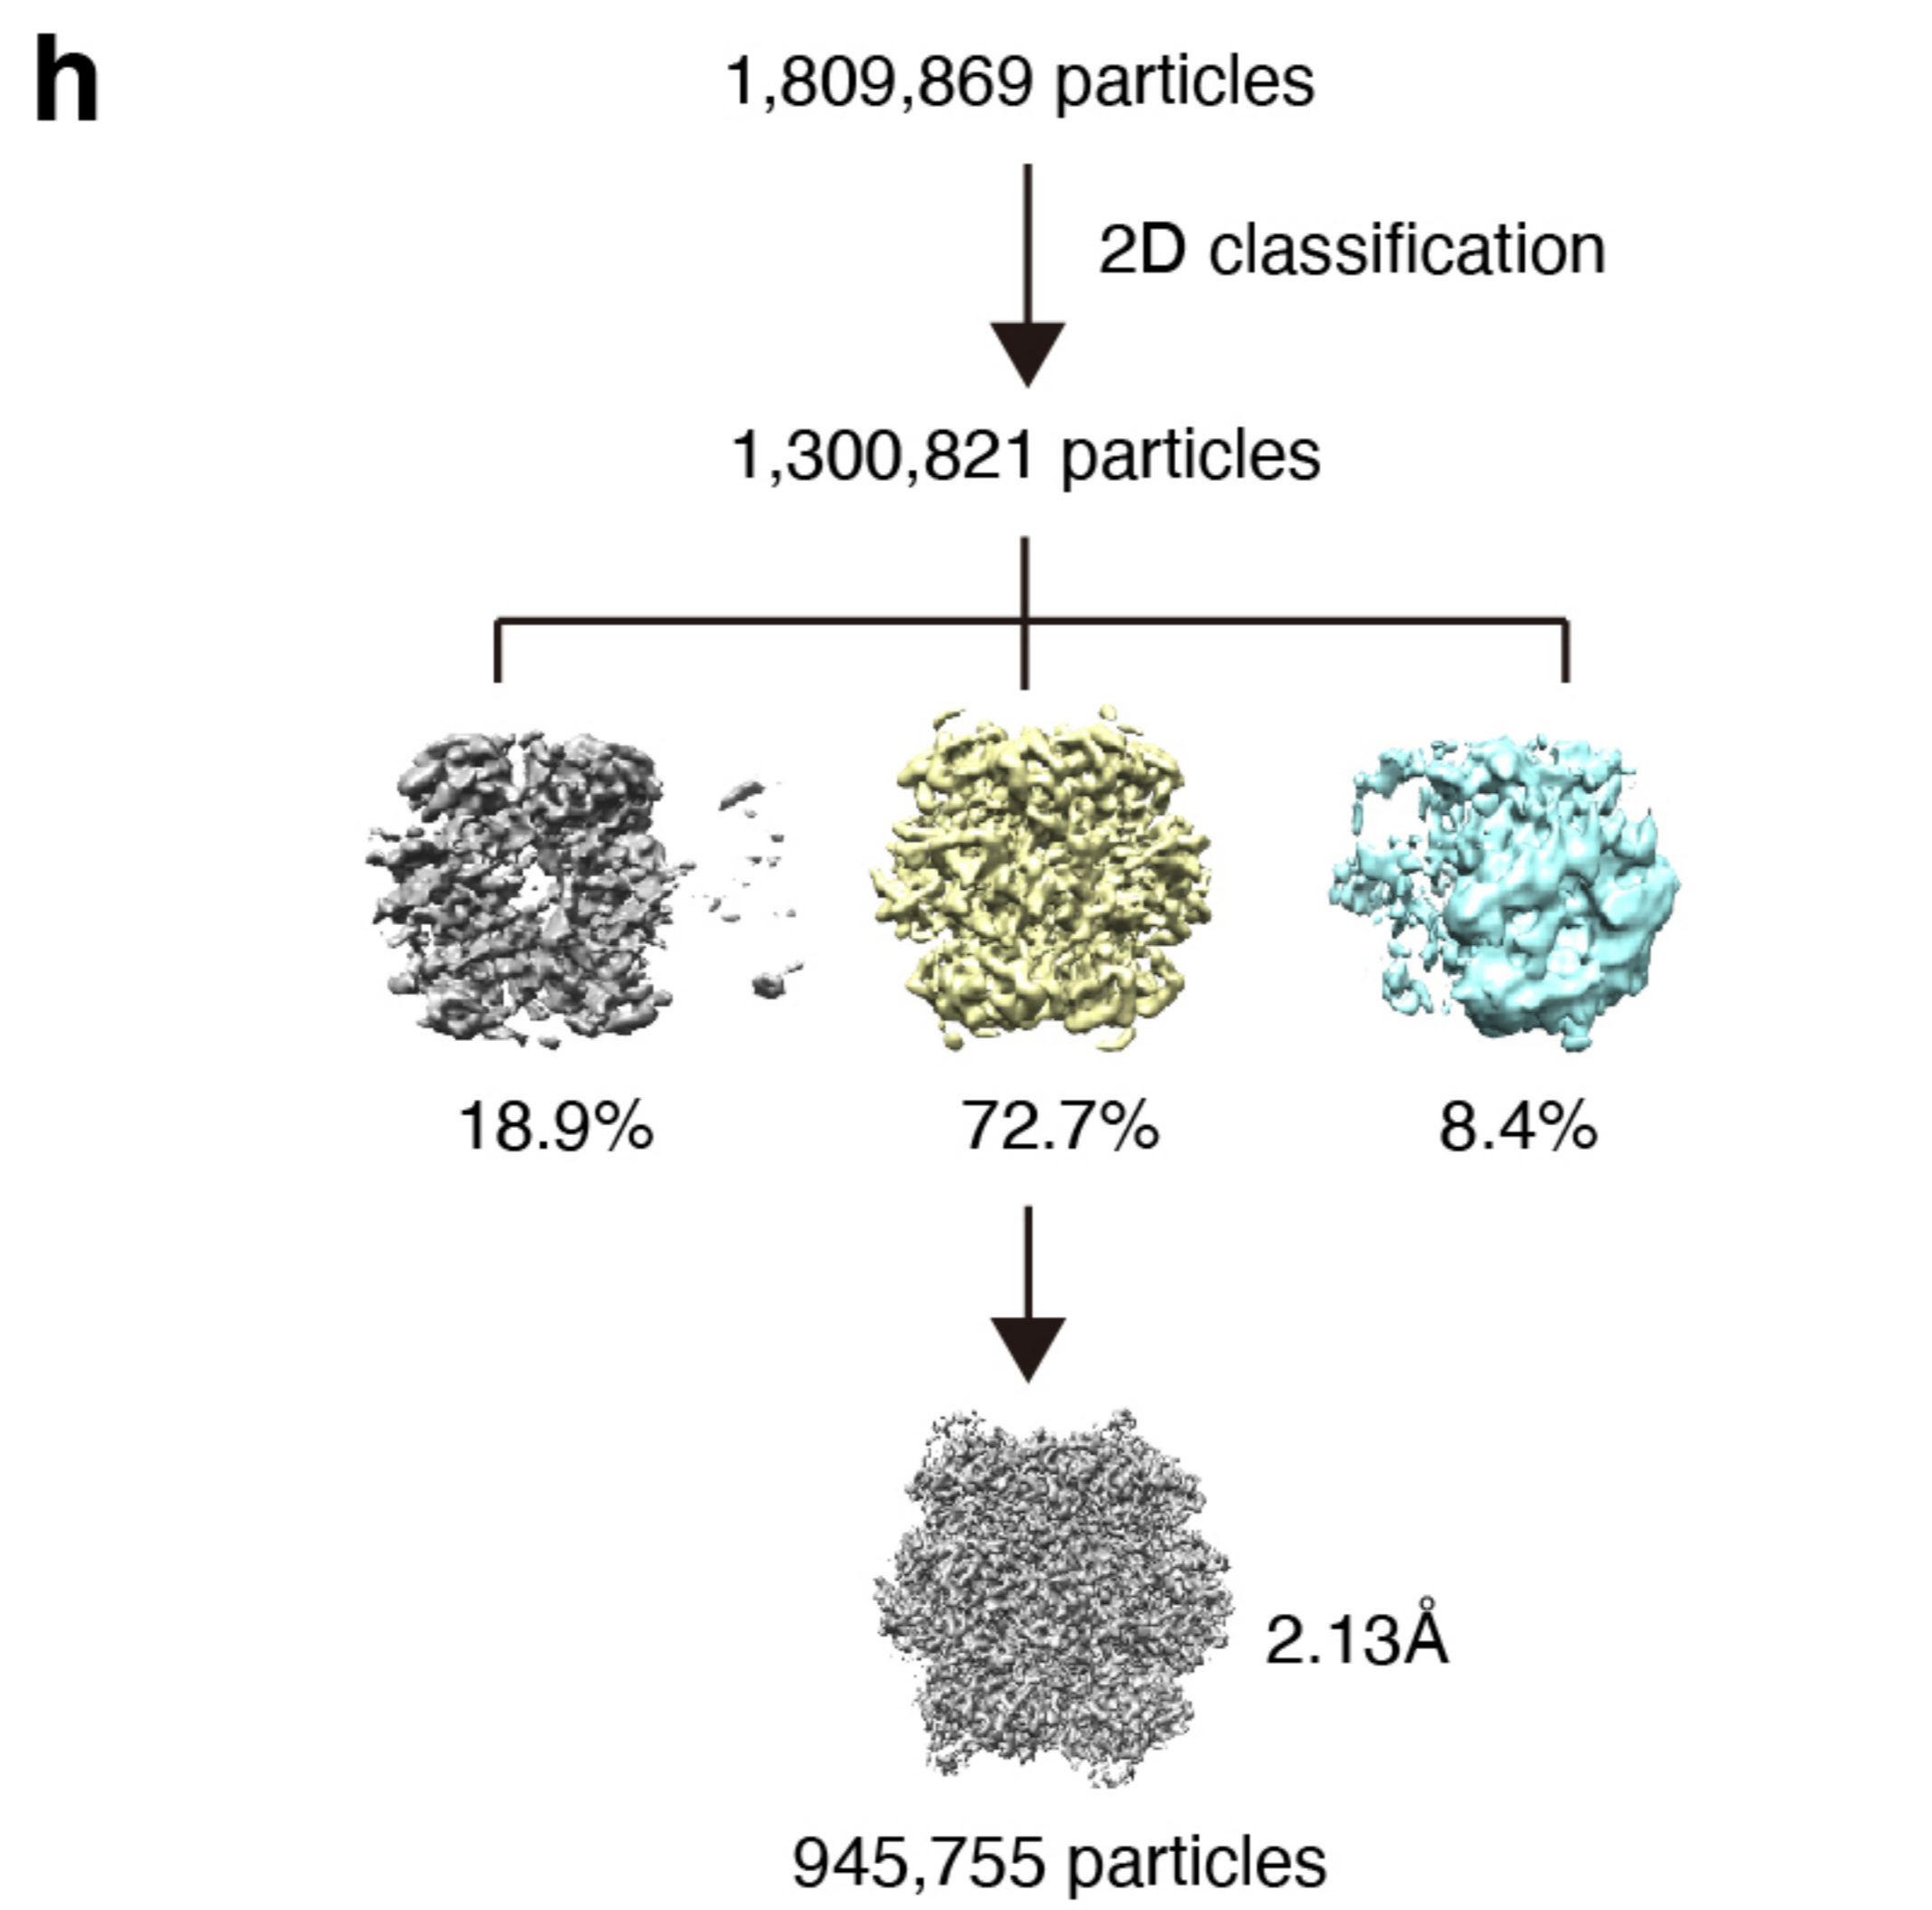 h
1,809,869 particles
2D classification
1,300,821 particles
18.9%
72.7%
8.4%
2.13Å
945,755 particles